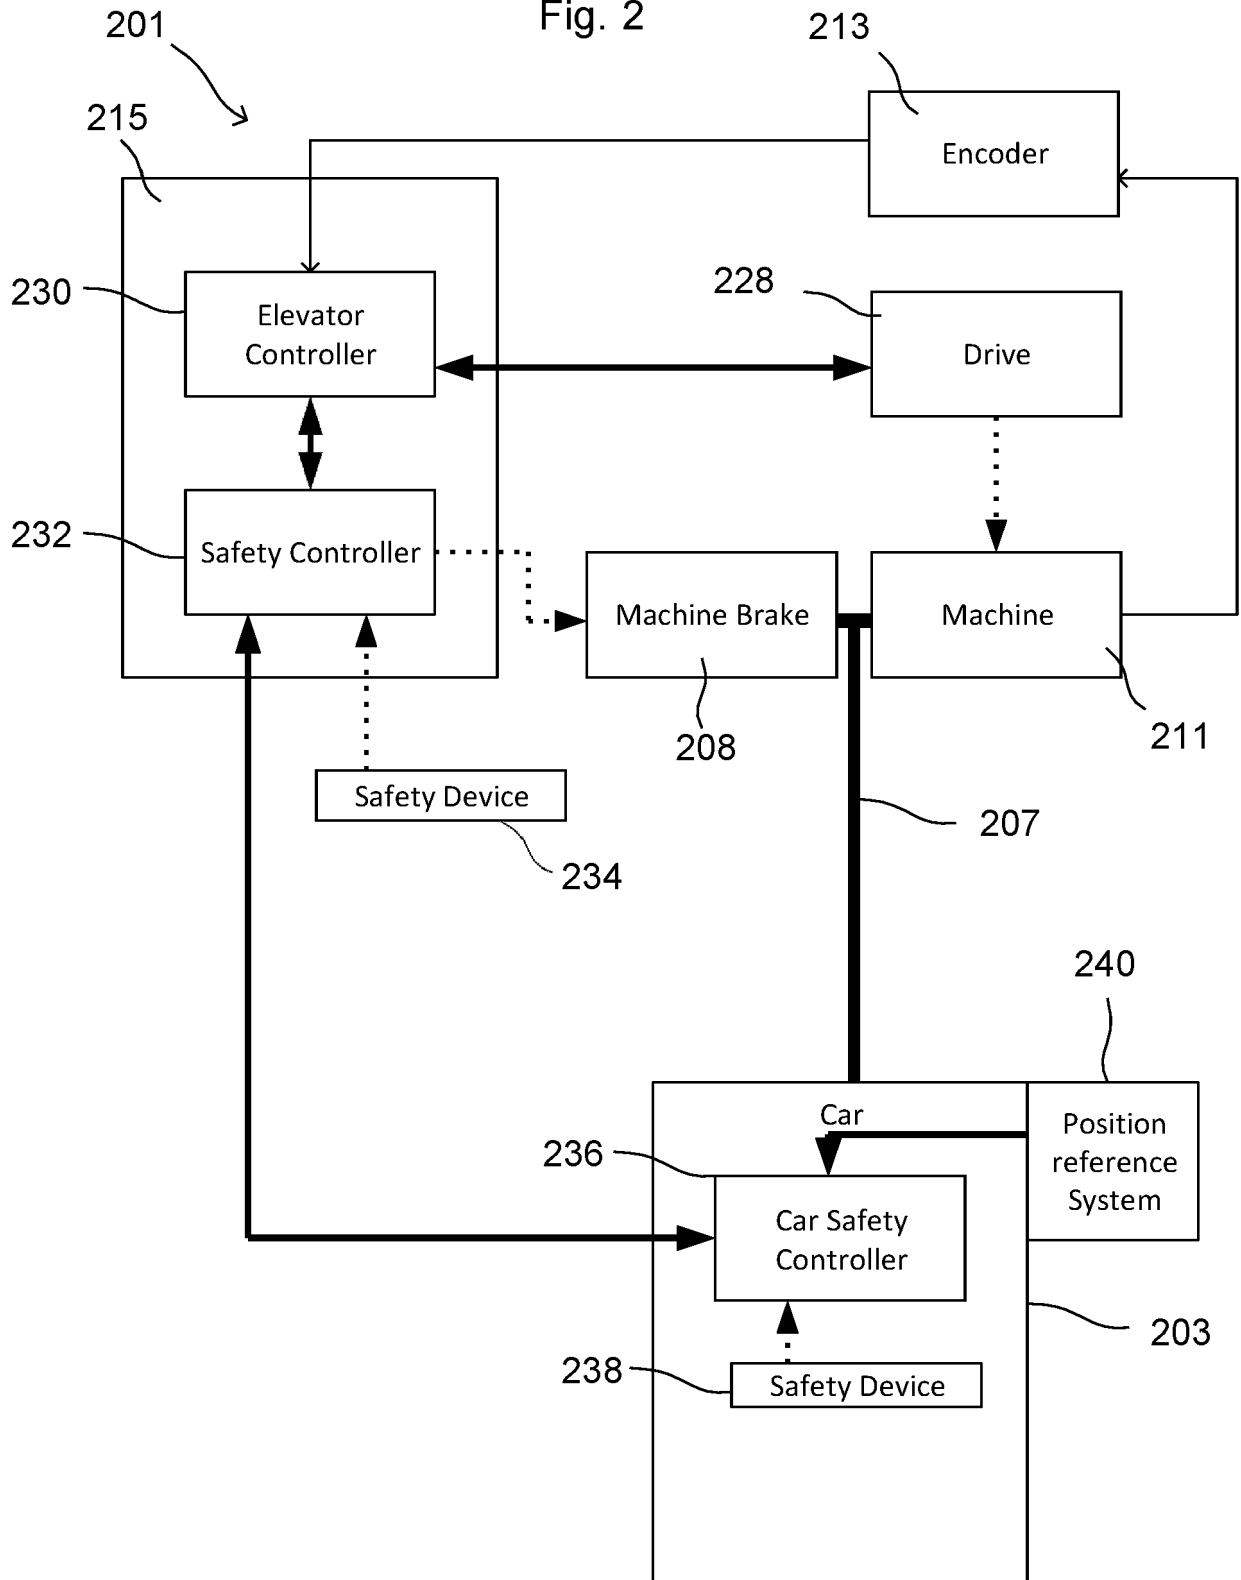 Fig. 2
201
213
215
Encoder
228
230
Elevator
Controller
Drive
232
Safety Controller
Machine Brake
Machine
208
211
Safety Device
207
234
240
Car
Position
reference
System
236
Car Safety
Controller
203
238
Safety Device